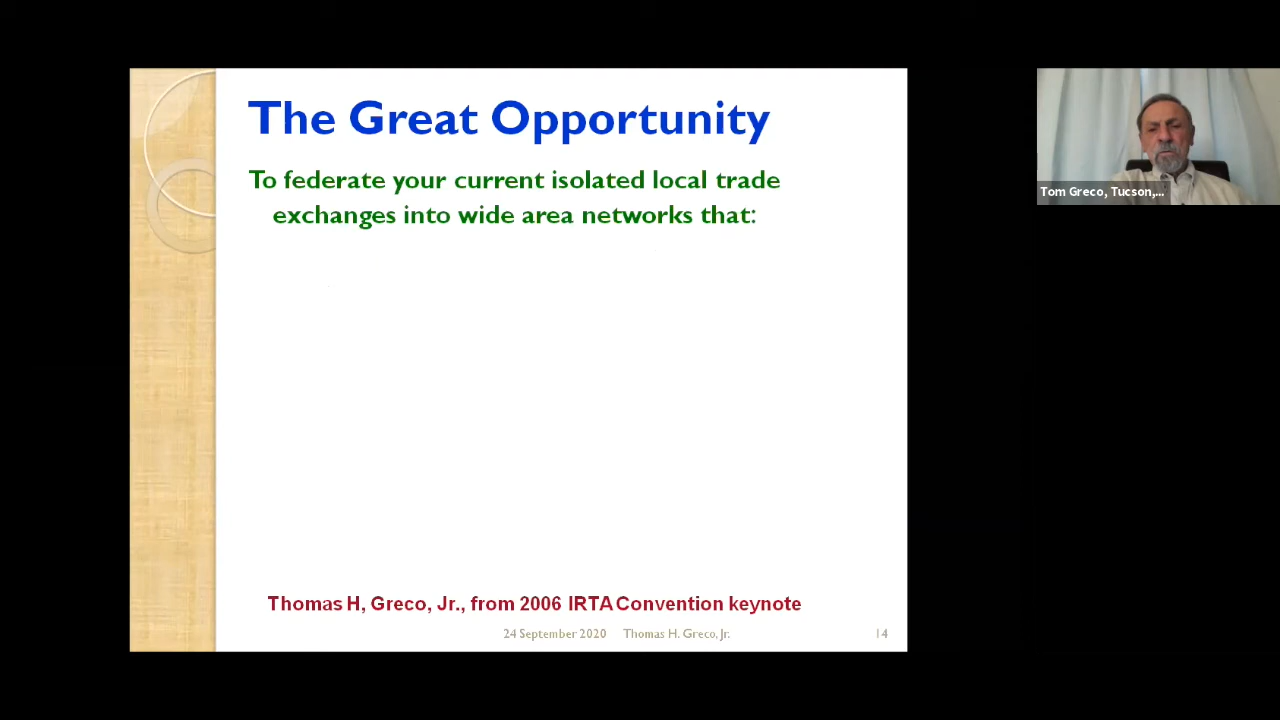 The Great Opportunity
To federate your current isolated local trade
exchanges into wide area networks that:
Thomas H, Greco, Jr., from 2006 IRTA Convention keynote
24 September 2020 Thomas H. Greco, Jr. 14
Tom Greco, Tucson,...